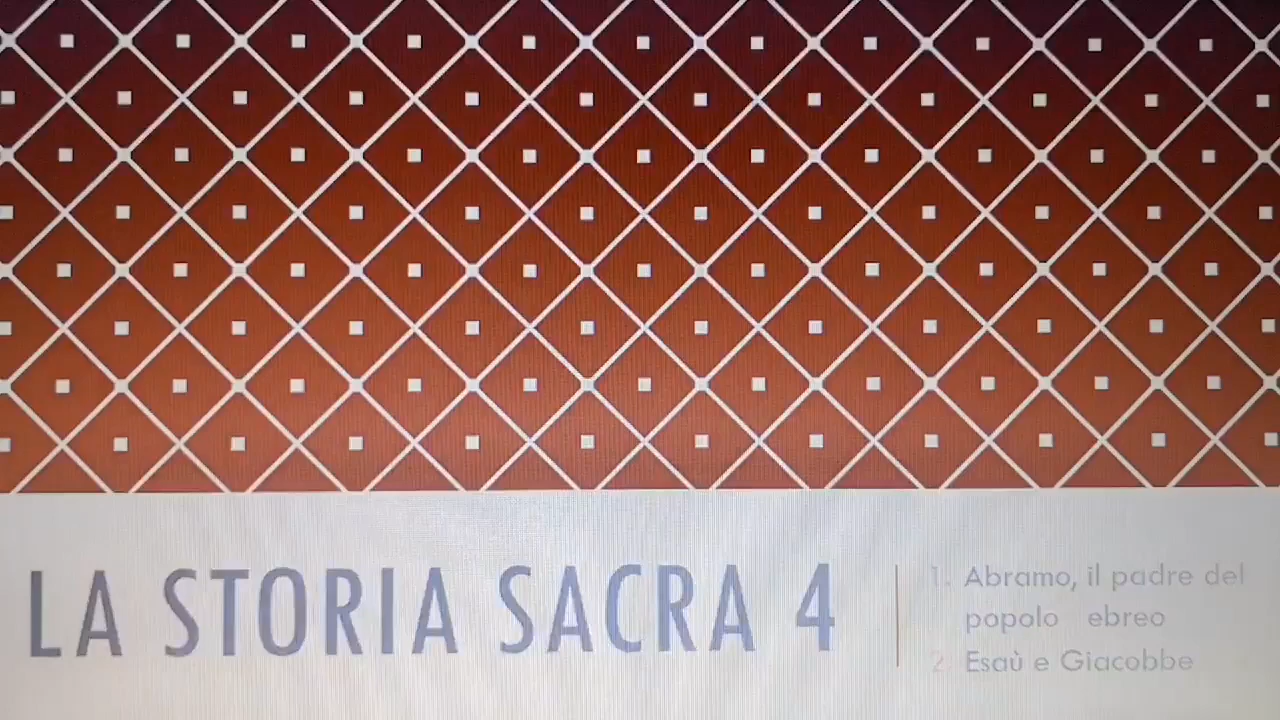 LA STORIA SACRA 4
1. Abramo, il padre del
popolo ebreo
2. Esaù e Giacobbe